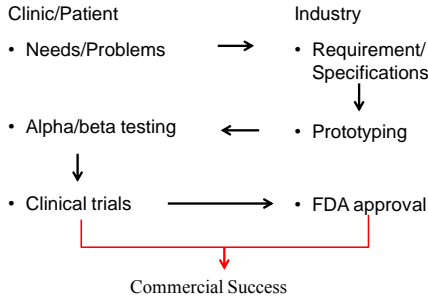 Clinic/Patient
Industry
• Needs/Problems
• Requirement/
Specifications
• Alpha/beta testing
• Prototyping
• Clinical trials
• FDA approval
Commercial Success